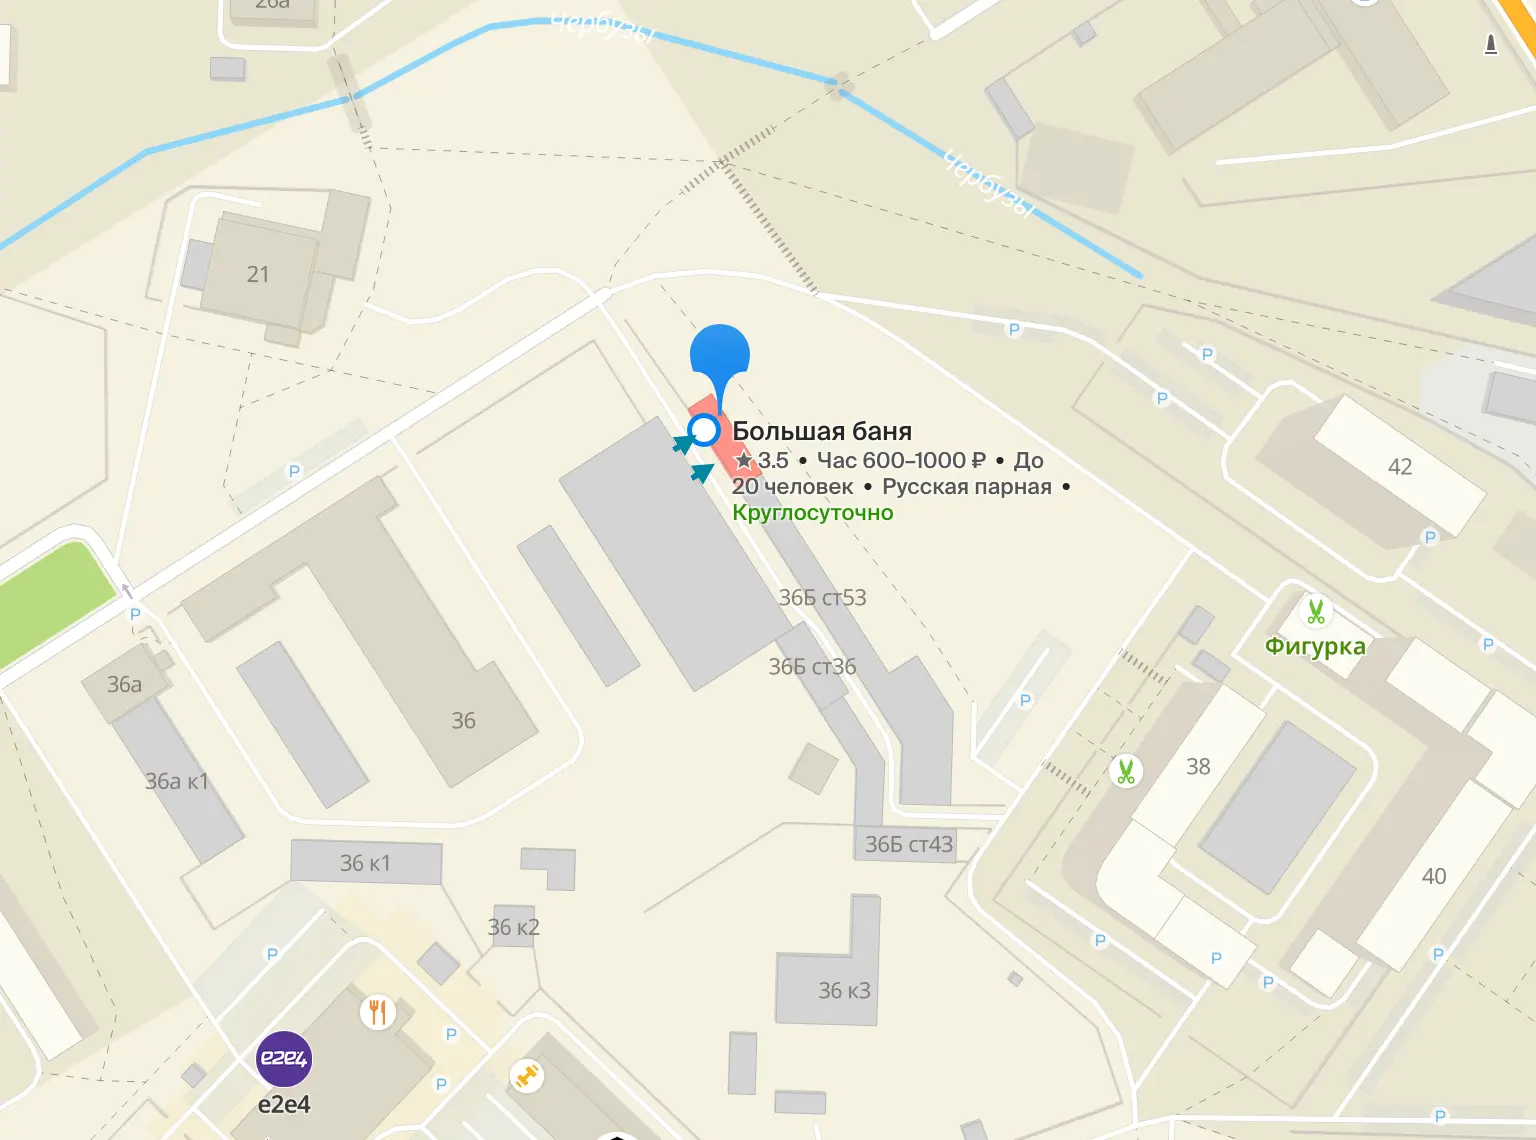 26а
Чербузы
Чербузы
21
P
P
P
P
Большая баня
3.5 • Час 600–1000 ₽ • До
20 человек • Русская парная •
Круглосуточно
42
P
36Б ст53
P
Фигурка
P
36Б ст36
36а
P
36
38
36а к1
36Б ст43
36 к1
40
36 к2
P
P
P
P
P
36 к3
P
e2e4
e2e4
P
P